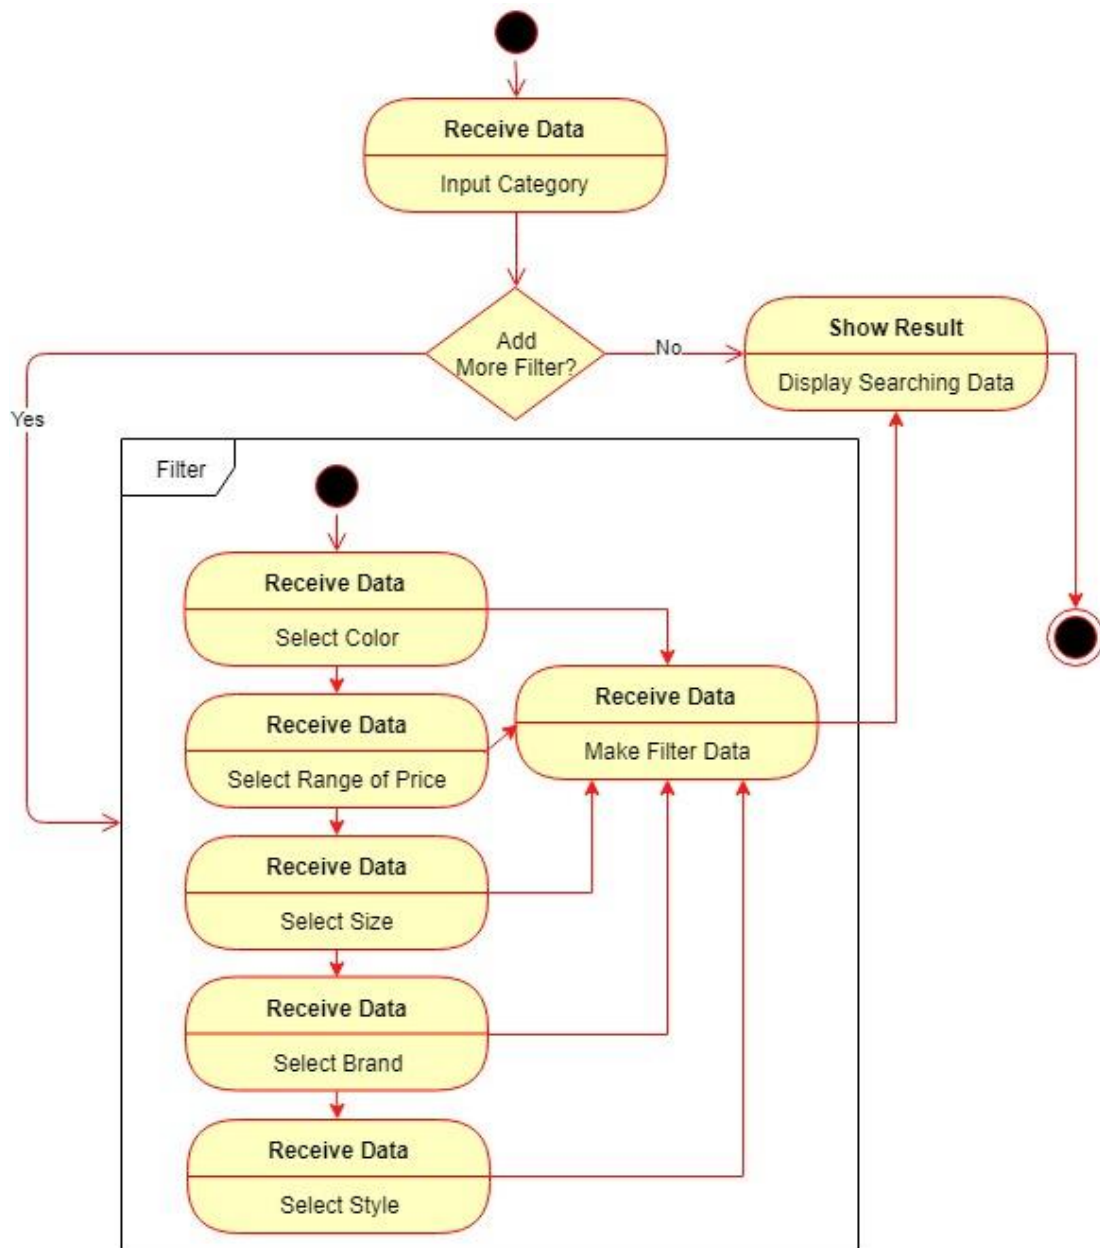 Receive Data
Input Category
Add
More Filter?
No
Show Result
Display Searching Data
Yes
Filter
Receive Data
Select Color
Receive Data
Select Range of Price
Receive Data
Make Filter Data
Receive Data
Select Size
Receive Data
Select Brand
Receive Data
Select Style